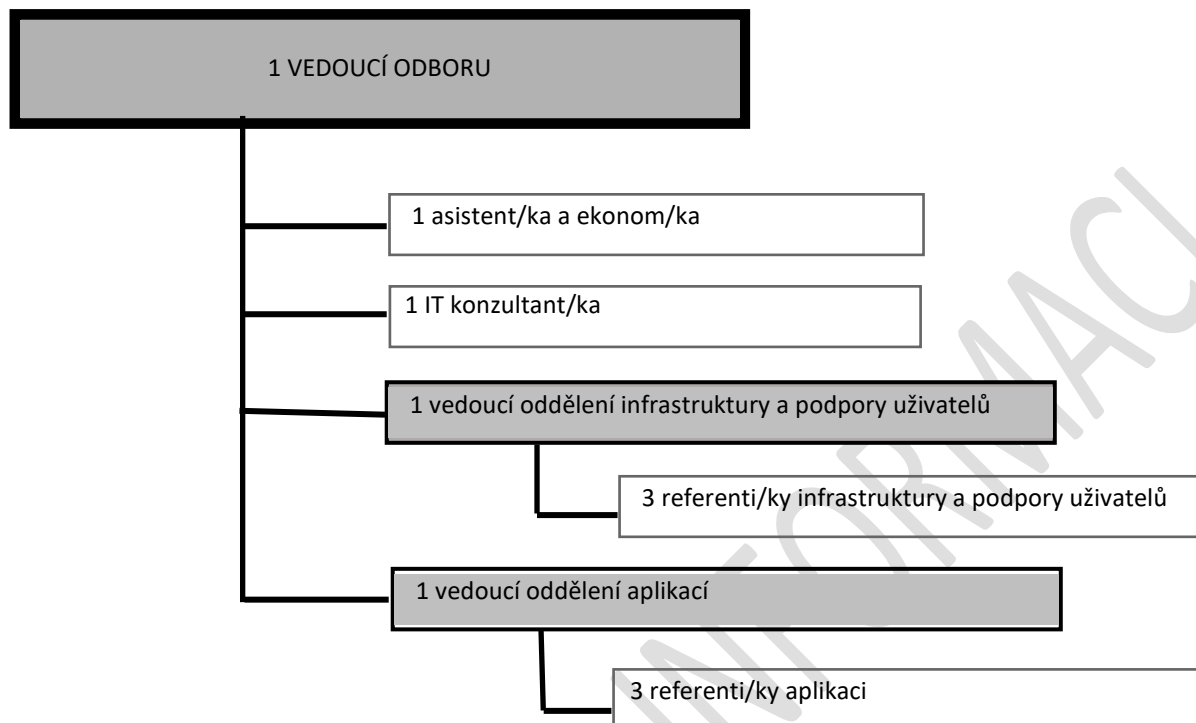 1 VEDOUCÍ ODBORU
1 asistent/ka a ekonom/ka
1 IT konzultant/ka
1 vedoucí oddělení infrastruktury a podpory uživatelů
3 referenti/ky infrastruktury a podpory uživatelů
1 vedoucí oddělení aplikací
3 referenti/ky aplikaci
INFORMACI